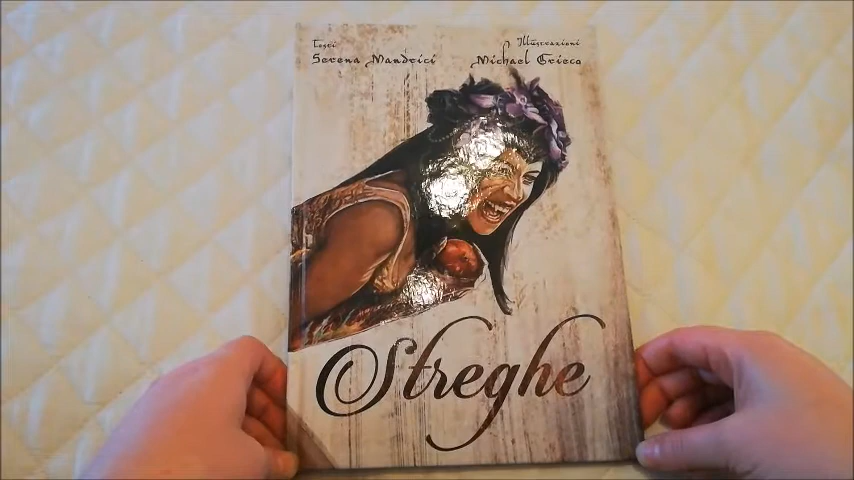 Testi
Serena Mandrici
Illustrazioni
Michael Grieco
Streghe